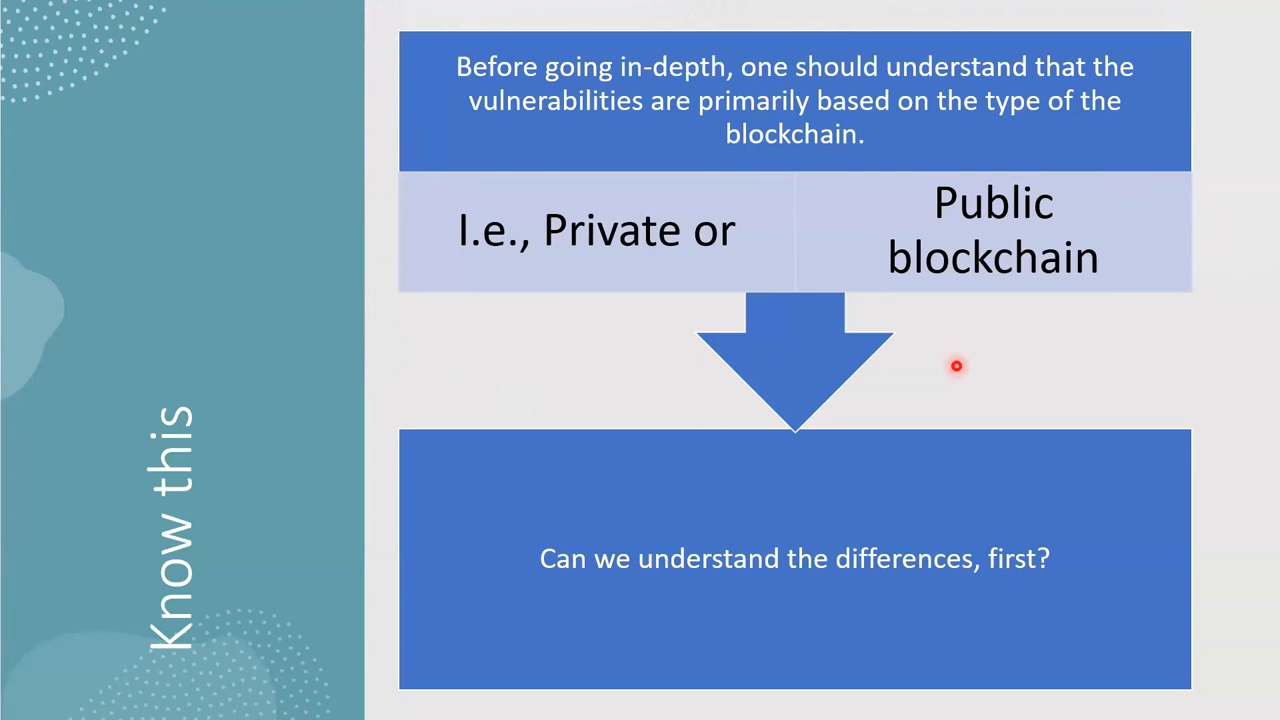 Know this
Before going in-depth, one should understand that the
vulnerabilities are primarily based on the type of the
blockchain.
I.e., Private or
Public
blockchain
Can we understand the differences, first?